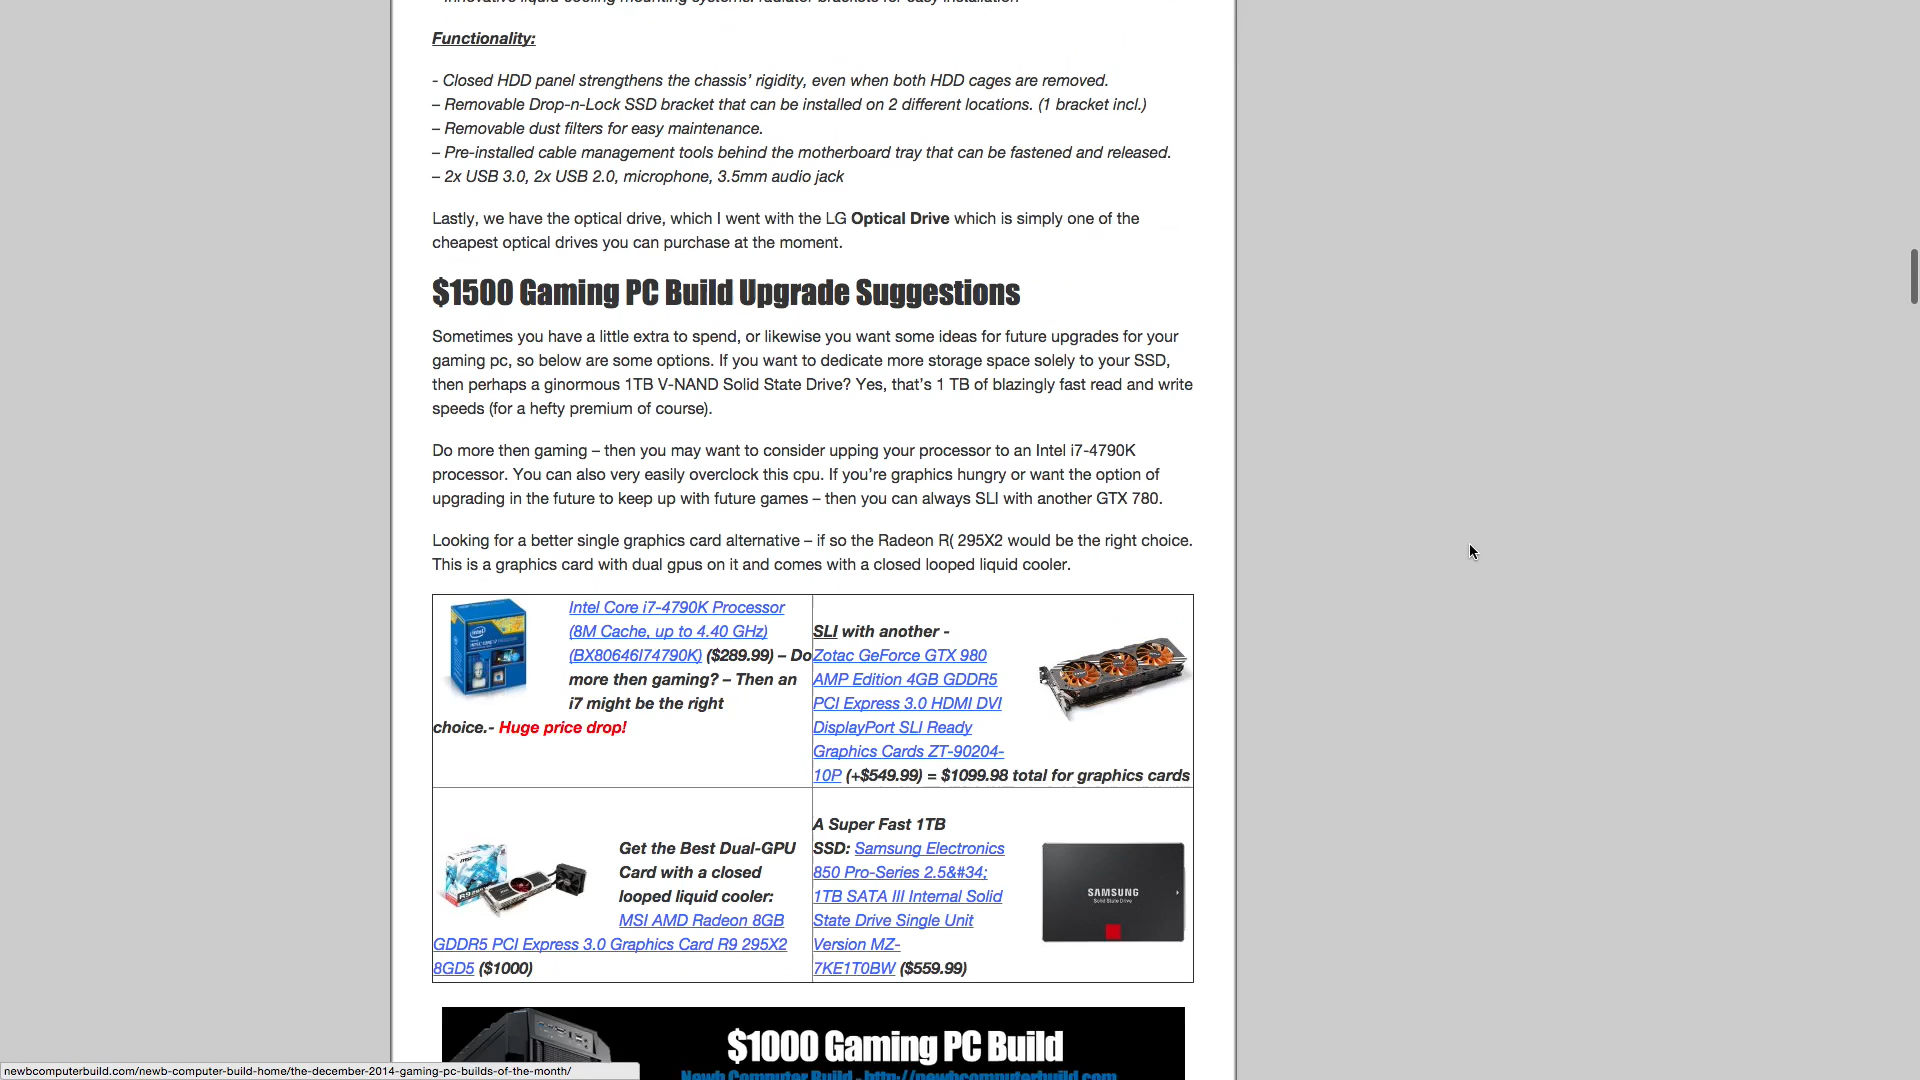 Functionality:
- Closed HDD panel strengthens the chassis’ rigidity, even when both HDD cages are removed.
– Removable Drop-n-Lock SSD bracket that can be installed on 2 different locations. (1 bracket incl.)
– Removable dust filters for easy maintenance.
– Pre-installed cable management tools behind the motherboard tray that can be fastened and released.
– 2x USB 3.0, 2x USB 2.0, microphone, 3.5mm audio jack
Lastly, we have the optical drive, which I went with the LG Optical Drive which is simply one of the
cheapest optical drives you can purchase at the moment.
$1500 Gaming PC Build Upgrade Suggestions
Sometimes you have a little extra to spend, or likewise you want some ideas for future upgrades for your
gaming pc, so below are some options. If you want to dedicate more storage space solely to your SSD,
then perhaps a ginormous 1TB V-NAND Solid State Drive? Yes, that’s 1 TB of blazingly fast read and write
speeds (for a hefty premium of course).
Do more then gaming – then you may want to consider upping your processor to an Intel i7-4790K
processor. You can also very easily overclock this cpu. If you’re graphics hungry or want the option of
upgrading in the future to keep up with future games – then you can always SLI with another GTX 780.
Looking for a better single graphics card alternative – if so the Radeon R( 295X2 would be the right choice.
This is a graphics card with dual gpus on it and comes with a closed looped liquid cooler.
Intel Core i7-4790K Processor
(8M Cache, up to 4.40 GHz)
(BX80646I74790K) ($289.99) – Do
more then gaming? – Then an
i7 might be the right
choice.- Huge price drop!
SLI with another -
Zotac GeForce GTX 980
AMP Edition 4GB GDDR5
PCI Express 3.0 HDMI DVI
DisplayPort SLI Ready
Graphics Cards ZT-90204-
10P (+$549.99) = $1099.98 total for graphics cards
Get the Best Dual-GPU
Card with a closed
looped liquid cooler:
MSI AMD Radeon 8GB
GDDR5 PCI Express 3.0 Graphics Card R9 295X2
8GD5 ($1000)
A Super Fast 1TB
SSD: Samsung Electronics
850 Pro-Series 2.5&#34;
1TB SATA III Internal Solid
State Drive Single Unit
Version MZ-
7KE1T0BW ($559.99)
SAMSUNG
Solid State Drive
$1000 Gaming PC Build
Newb Computer Build - http://newbcomputerbuild.com
newbcomputerbuild.com/newb-computer-build-home/the-december-2014-gaming-pc-builds-of-the-month/